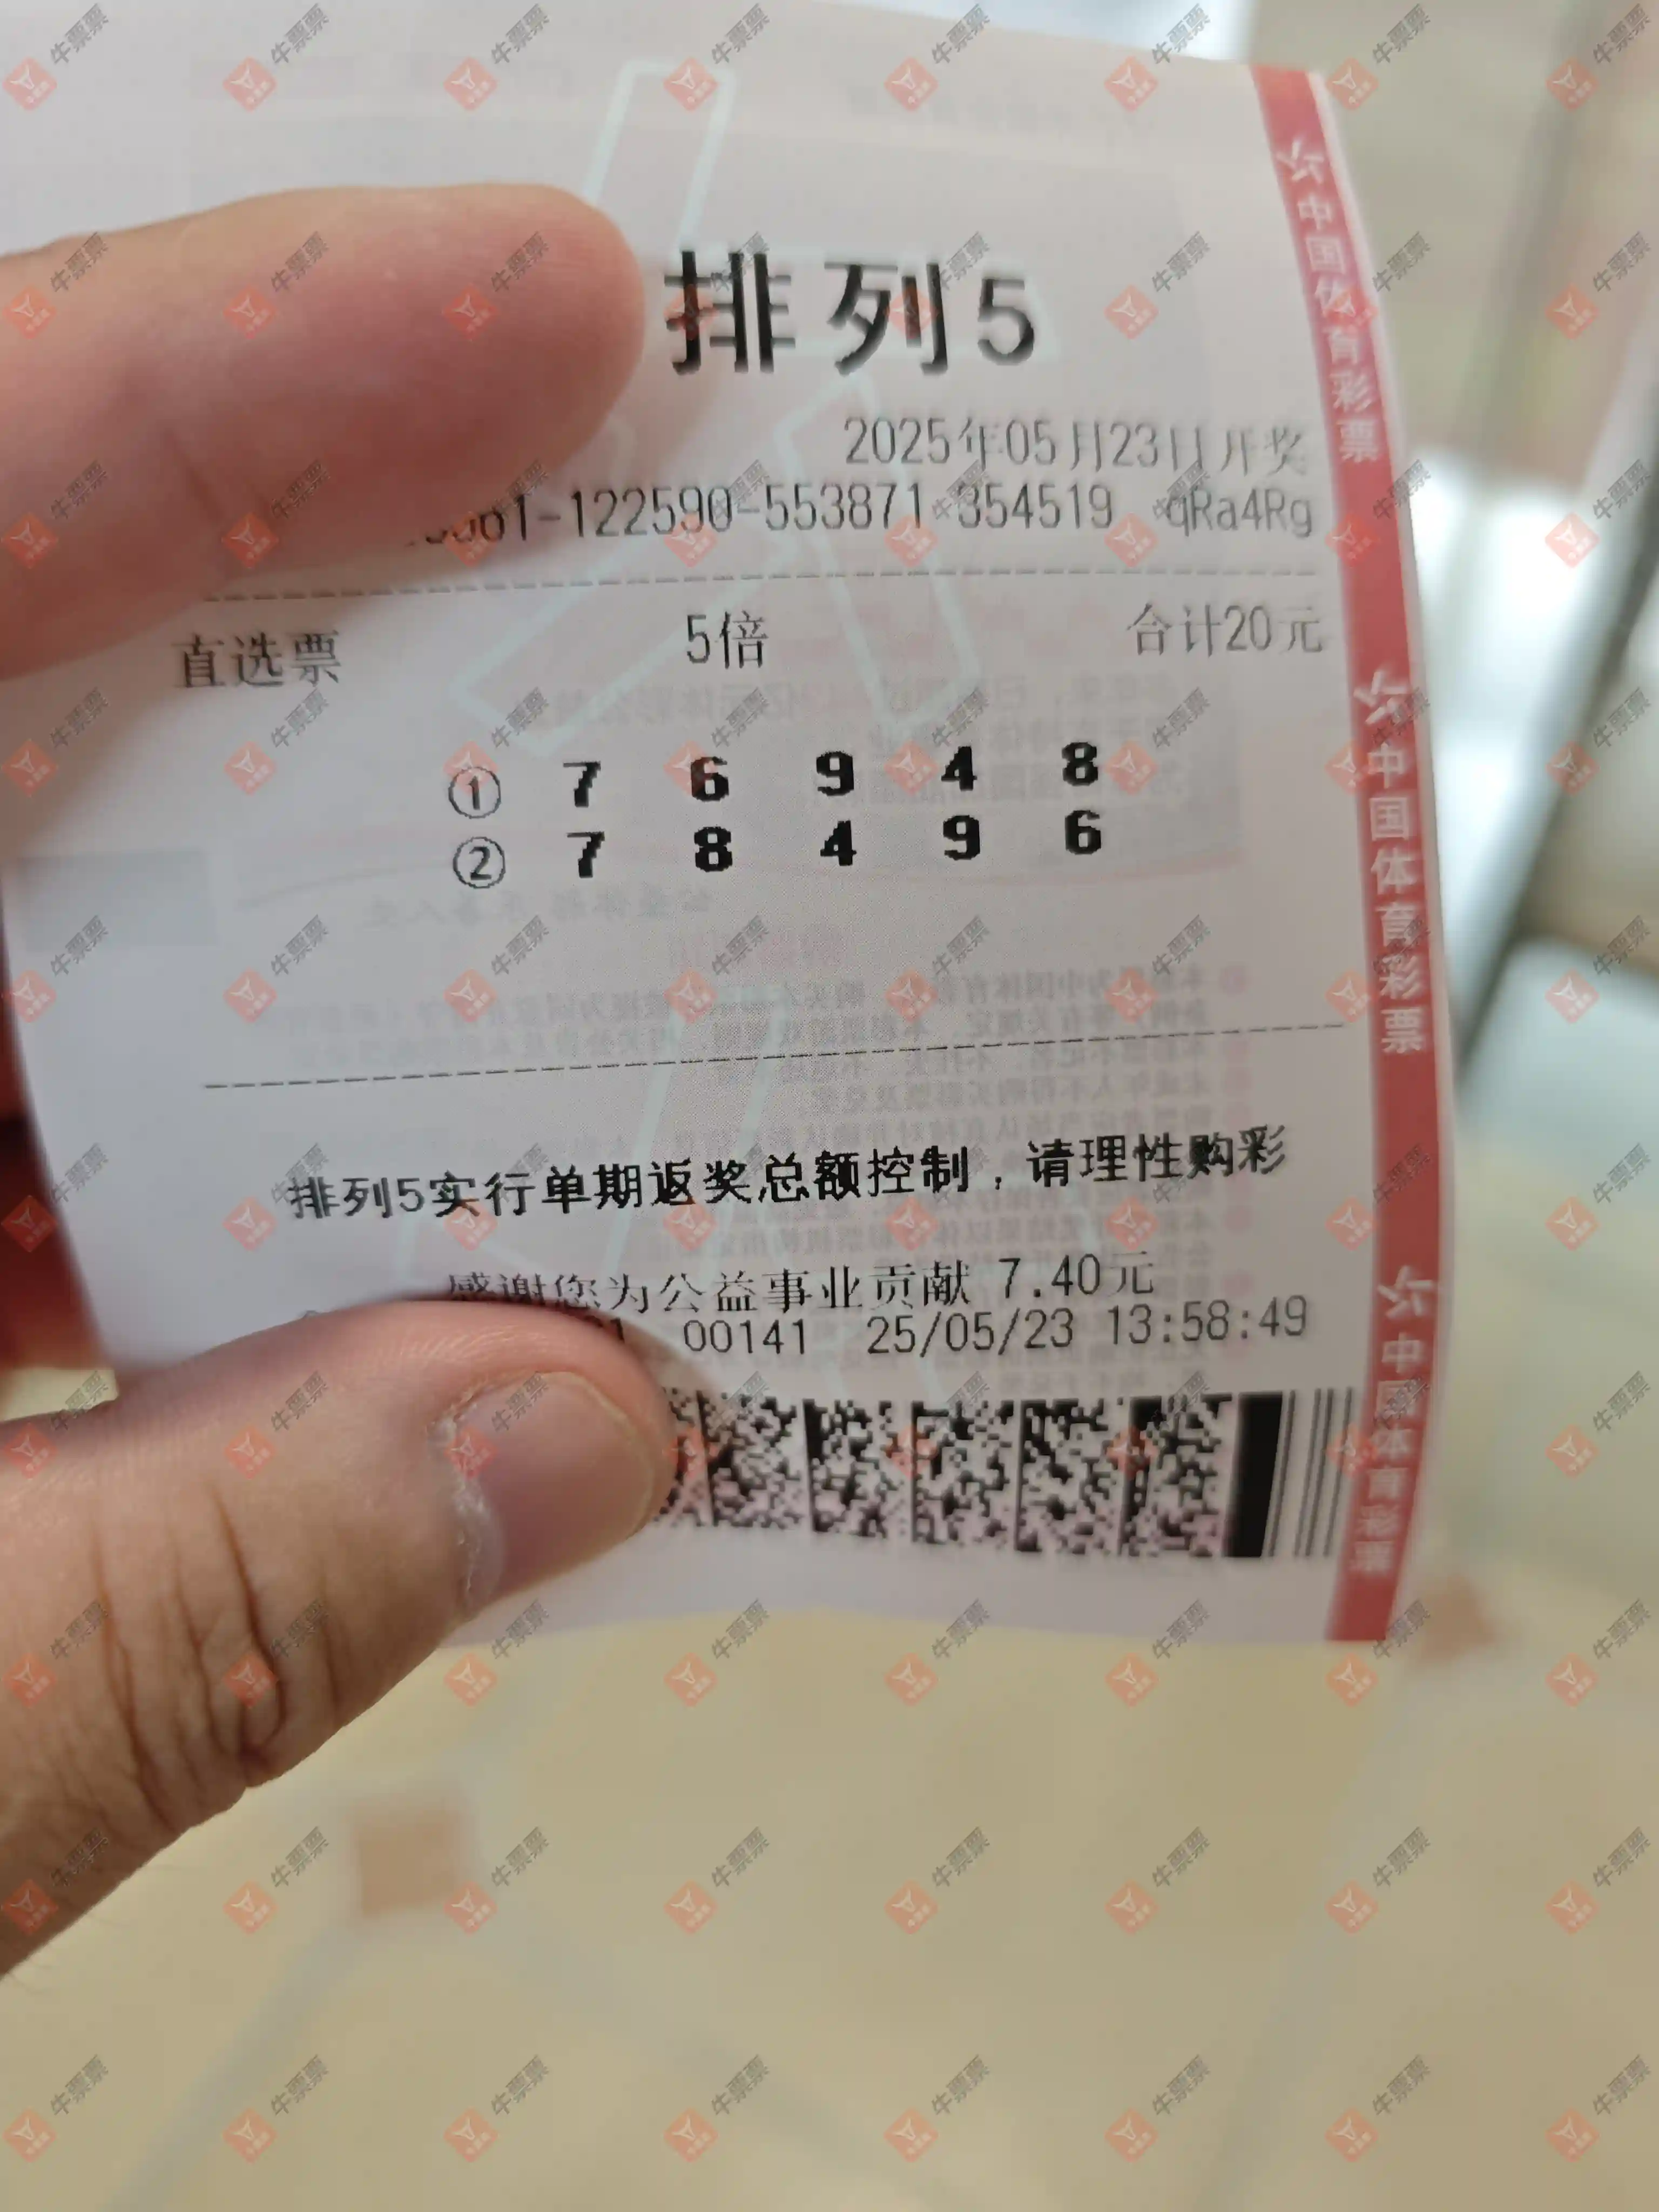 排列5
2025年05月23日开奖
61-122590-553871 354519 qRa4Rg
直选票 5倍 合计20元
① 7 6 9 4 8
② 7 8 4 9 6
排列5实行单期返奖总额控制，请理性购彩
感谢您为公益事业贡献 7.40元
00141 25/05/23 13:58:49
中国体育彩票
中国体育彩票
中国体育彩票
牛票票